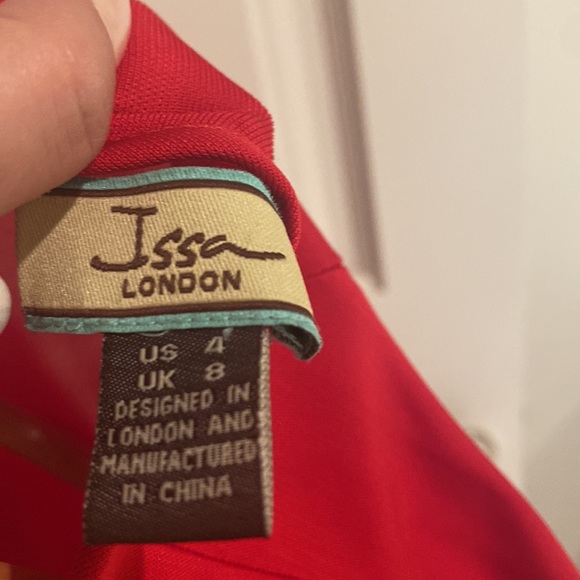 Issa
LONDON
US 4
UK 8
DESIGNED IN
LONDON AND
MANUFACTURED
IN CHINA